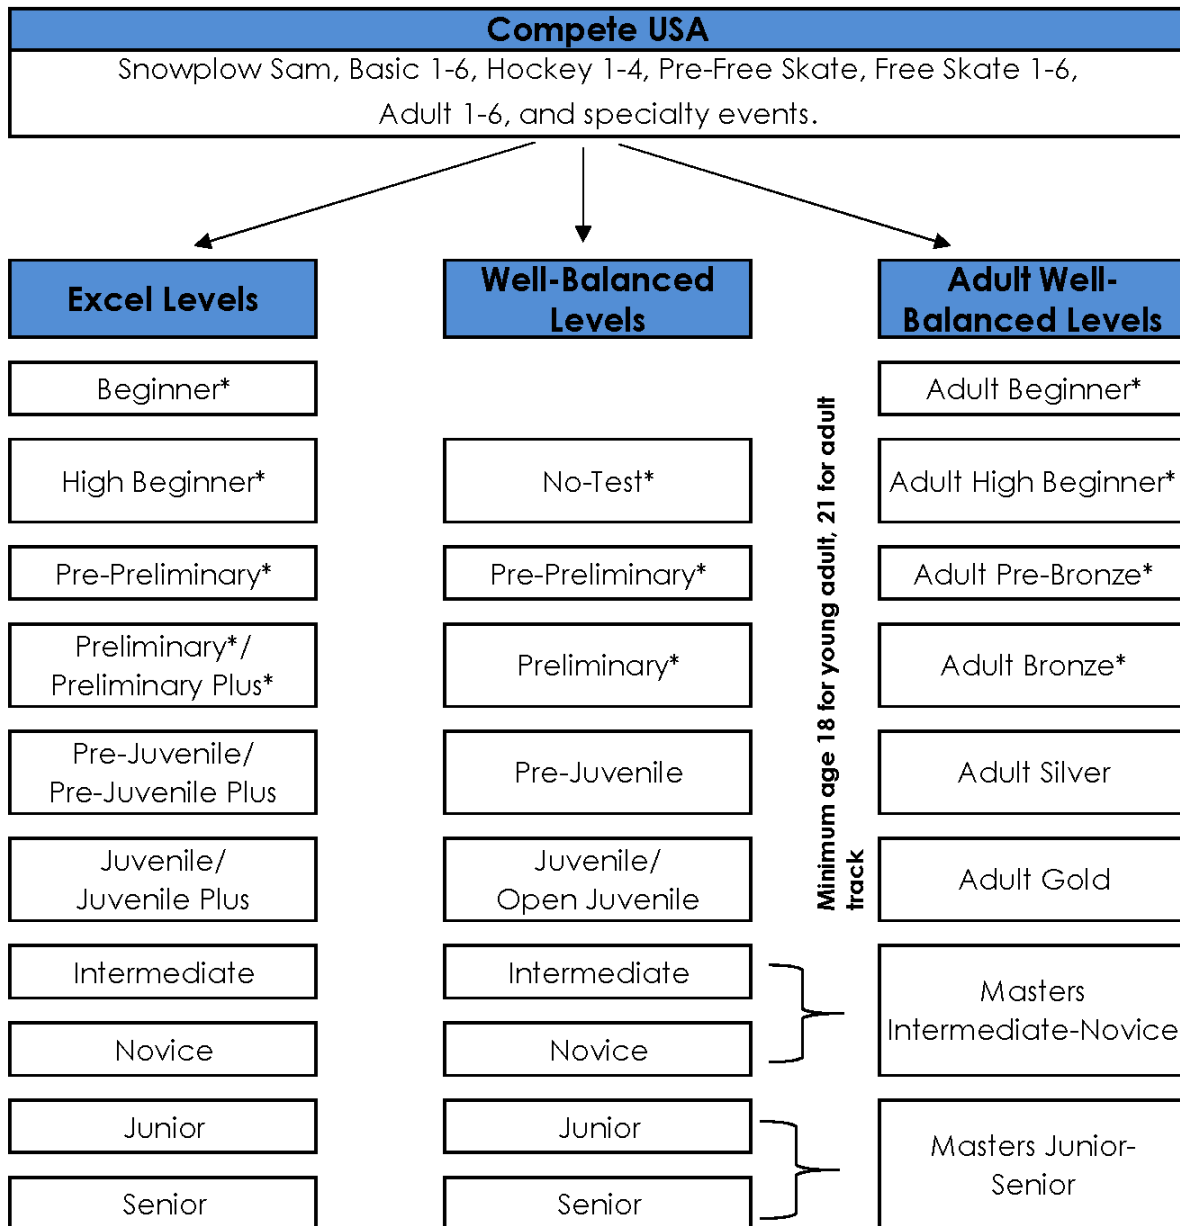 Compete USA
Snowplow Sam, Basic 1-6, Hockey 1-4, Pre-Free Skate, Free Skate 1-6,
Adult 1-6, and specialty events.
Excel Levels
Beginner*
High Beginner*
Pre-Preliminary*
Preliminary*/
Preliminary Plus*
Pre-Juvenile/
Pre-Juvenile Plus
Juvenile/
Juvenile Plus
Intermediate
Novice
Junior
Senior
Well-Balanced
Levels
No-Test*
Pre-Preliminary*
Preliminary*
Pre-Juvenile
Juvenile/
Open Juvenile
Intermediate
Novice
Junior
Senior
Minimum age 18 for young adult, 21 for adult
track
Adult Well-
Balanced Levels
Adult Beginner*
Adult High Beginner*
Adult Pre-Bronze*
Adult Bronze*
Adult Silver
Adult Gold
Masters
Intermediate-Novice
Masters Junior-
Senior